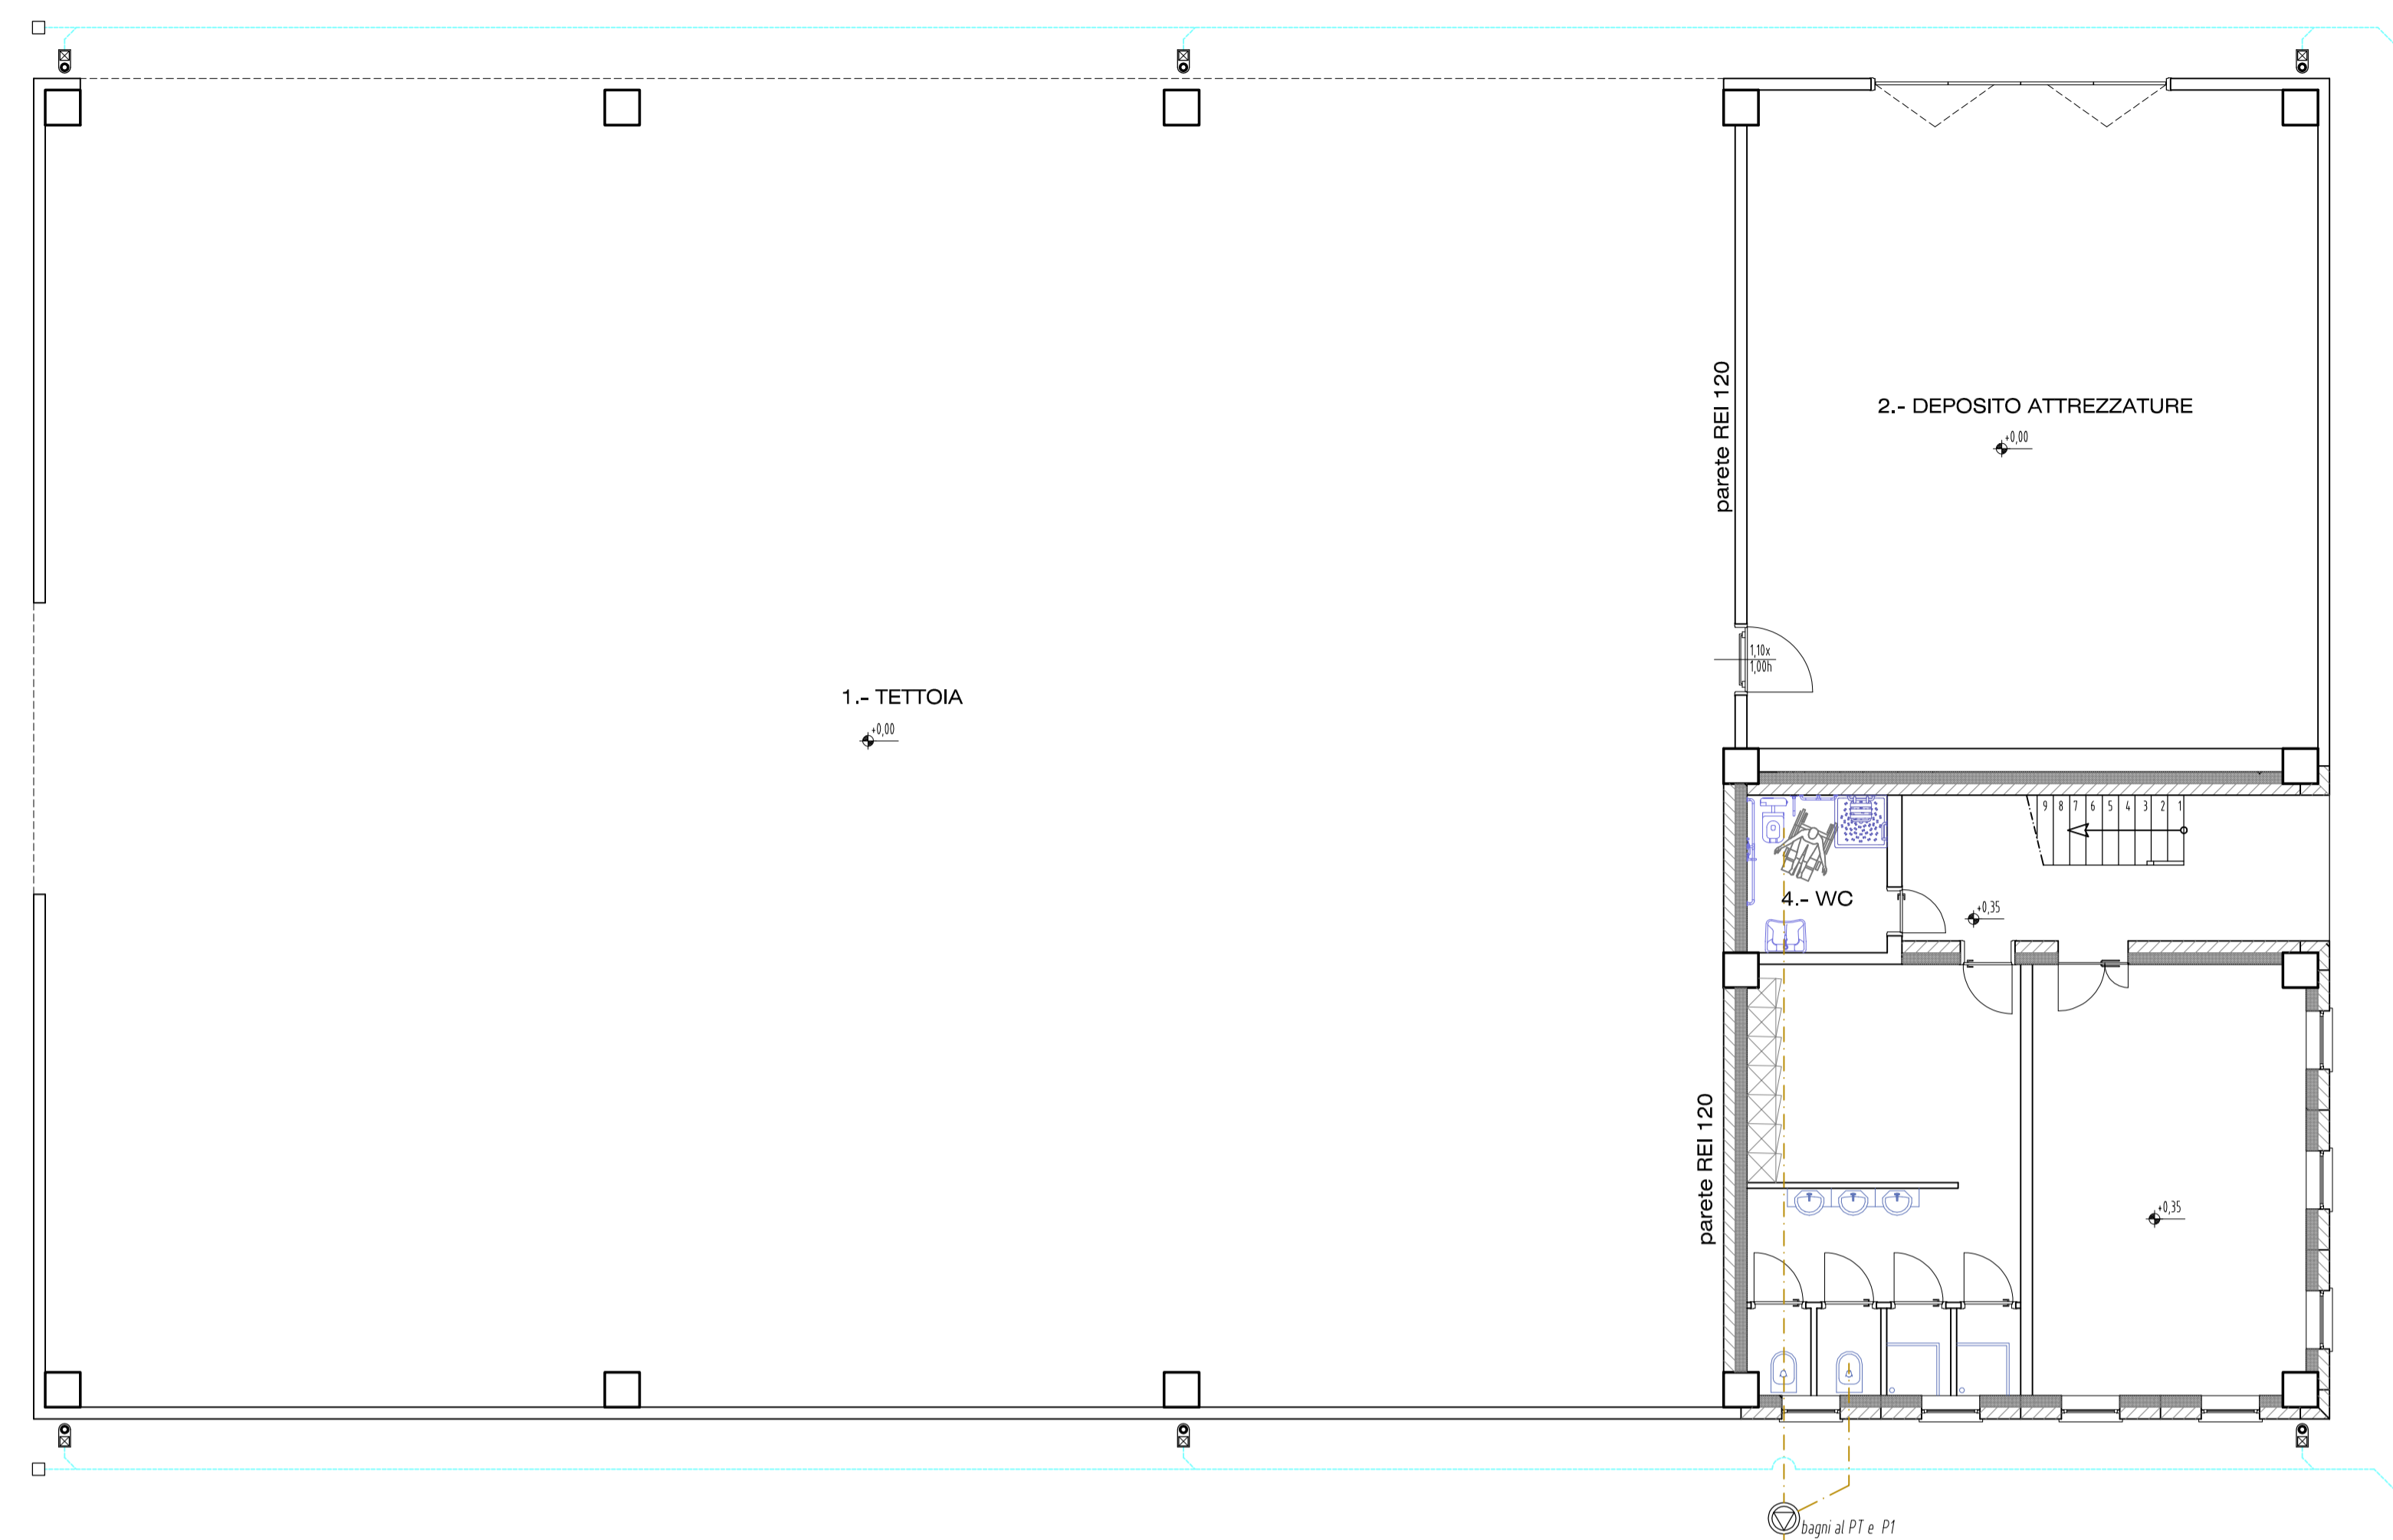 parete REI 120
2.- DEPOSITO ATTREZZATURE
+0,00
1,10x
1,00h
1.- TETTOIA
+0,00
9 8 7 6 5 4 3 2 1
4.- WC
+0,35
parete REI 120
+0,35
bagni al PT e P1